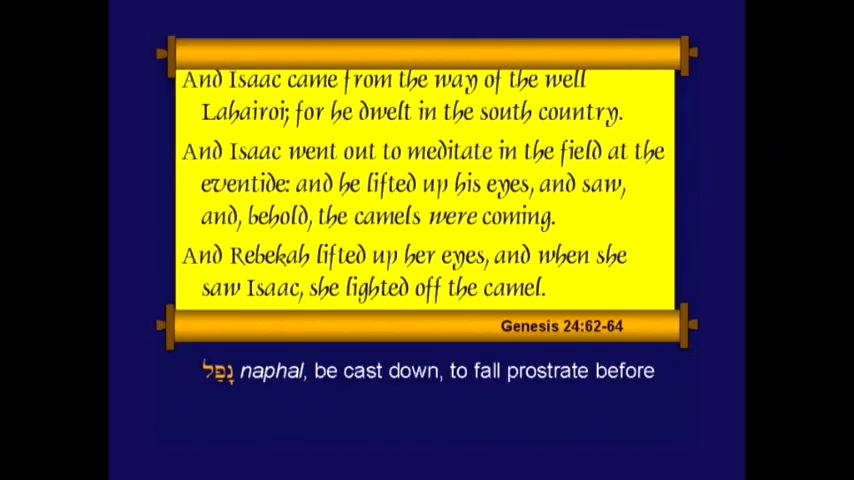 And Isaac came from the way of the well
Lahairoi; for he dwelt in the south country.
And Isaac went out to meditate in the field at the
eventide: and he lifted up his eyes, and saw,
and, behold, the camels were coming.
And Rebekah lifted up her eyes, and when she
saw Isaac, she lighted off the camel.
Genesis 24:62-64
נָפַל naphal, be cast down, to fall prostrate before